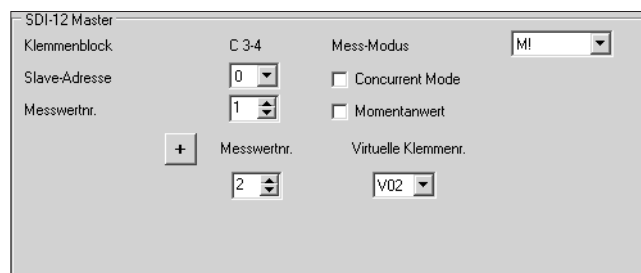 SDI-12 Master
Klemmenblock C 3-4 Mess-Modus M!
Slave-Adresse 0 Concurrent Mode
Messwertnr. 1 Momentanwert
+ Messwertnr. Virtuelle Klemmenr.
2 V02